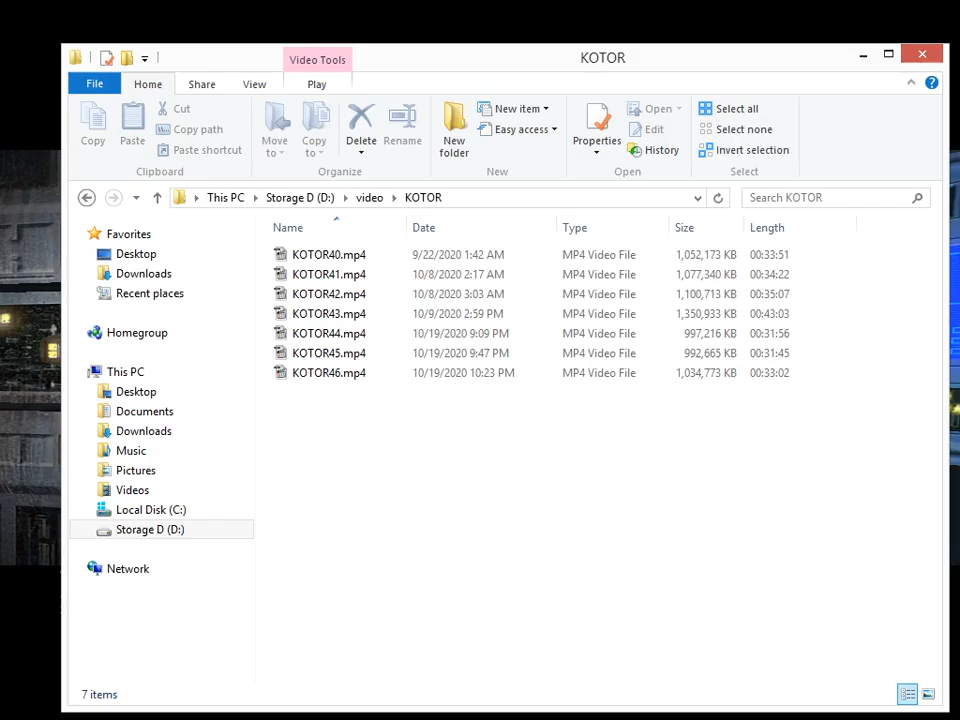 Video Tools
KOTOR
File Home Share View Play
Copy
Paste
Cut
Copy path
Paste shortcut
Clipboard
Move to
Copy to
Delete
Rename
Organize
New folder
New item
Easy access
New
Properties
Open
Edit
History
Open
Select all
Select none
Invert selection
Select
This PC Storage D (D:) video KOTOR
Search KOTOR
Favorites
Desktop
Downloads
Recent places
Homegroup
This PC
Desktop
Documents
Downloads
Music
Pictures
Videos
Local Disk (C:)
Storage D (D:)
Network
Name Date Type Size Length
KOTOR40.mp4 9/22/2020 1:42 AM MP4 Video File 1,052,173 KB 00:33:51
KOTOR41.mp4 10/8/2020 2:17 AM MP4 Video File 1,077,340 KB 00:34:22
KOTOR42.mp4 10/8/2020 3:03 AM MP4 Video File 1,100,713 KB 00:35:07
KOTOR43.mp4 10/9/2020 2:59 PM MP4 Video File 1,350,933 KB 00:43:03
KOTOR44.mp4 10/19/2020 9:09 PM MP4 Video File 997,216 KB 00:31:56
KOTOR45.mp4 10/19/2020 9:47 PM MP4 Video File 992,665 KB 00:31:45
KOTOR46.mp4 10/19/2020 10:23 PM MP4 Video File 1,034,773 KB 00:33:02
7 items